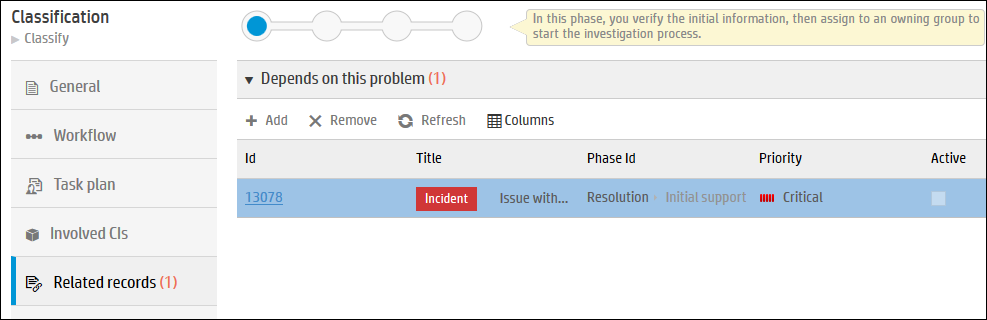 Classification
Classify
In this phase, you verify the initial information, then assign to an owning group to
start the investigation process.
General
Workflow
Task plan
Involved CIs
Related records (1)
Depends on this problem (1)
Add Remove Refresh Columns
Id Title Phase Id Priority Active
13078 Incident Issue with... Resolution Initial support Critical